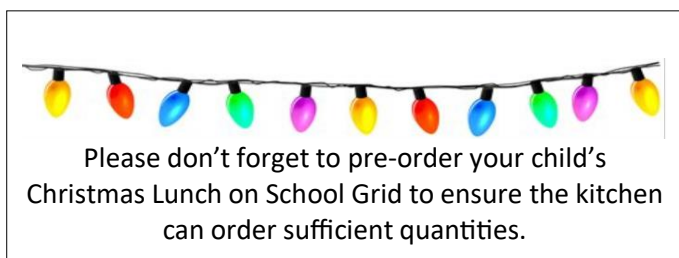 Please don’t forget to pre-order your child’s
Christmas Lunch on School Grid to ensure the kitchen
can order sufficient quantities.